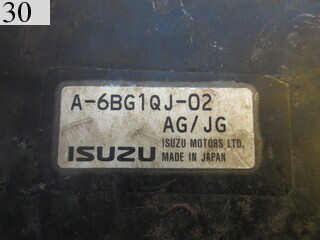 30
A-6BG1QJ-02
AG/JG
ISUZU
ISUZU MOTORS LTD.
MADE IN JAPAN